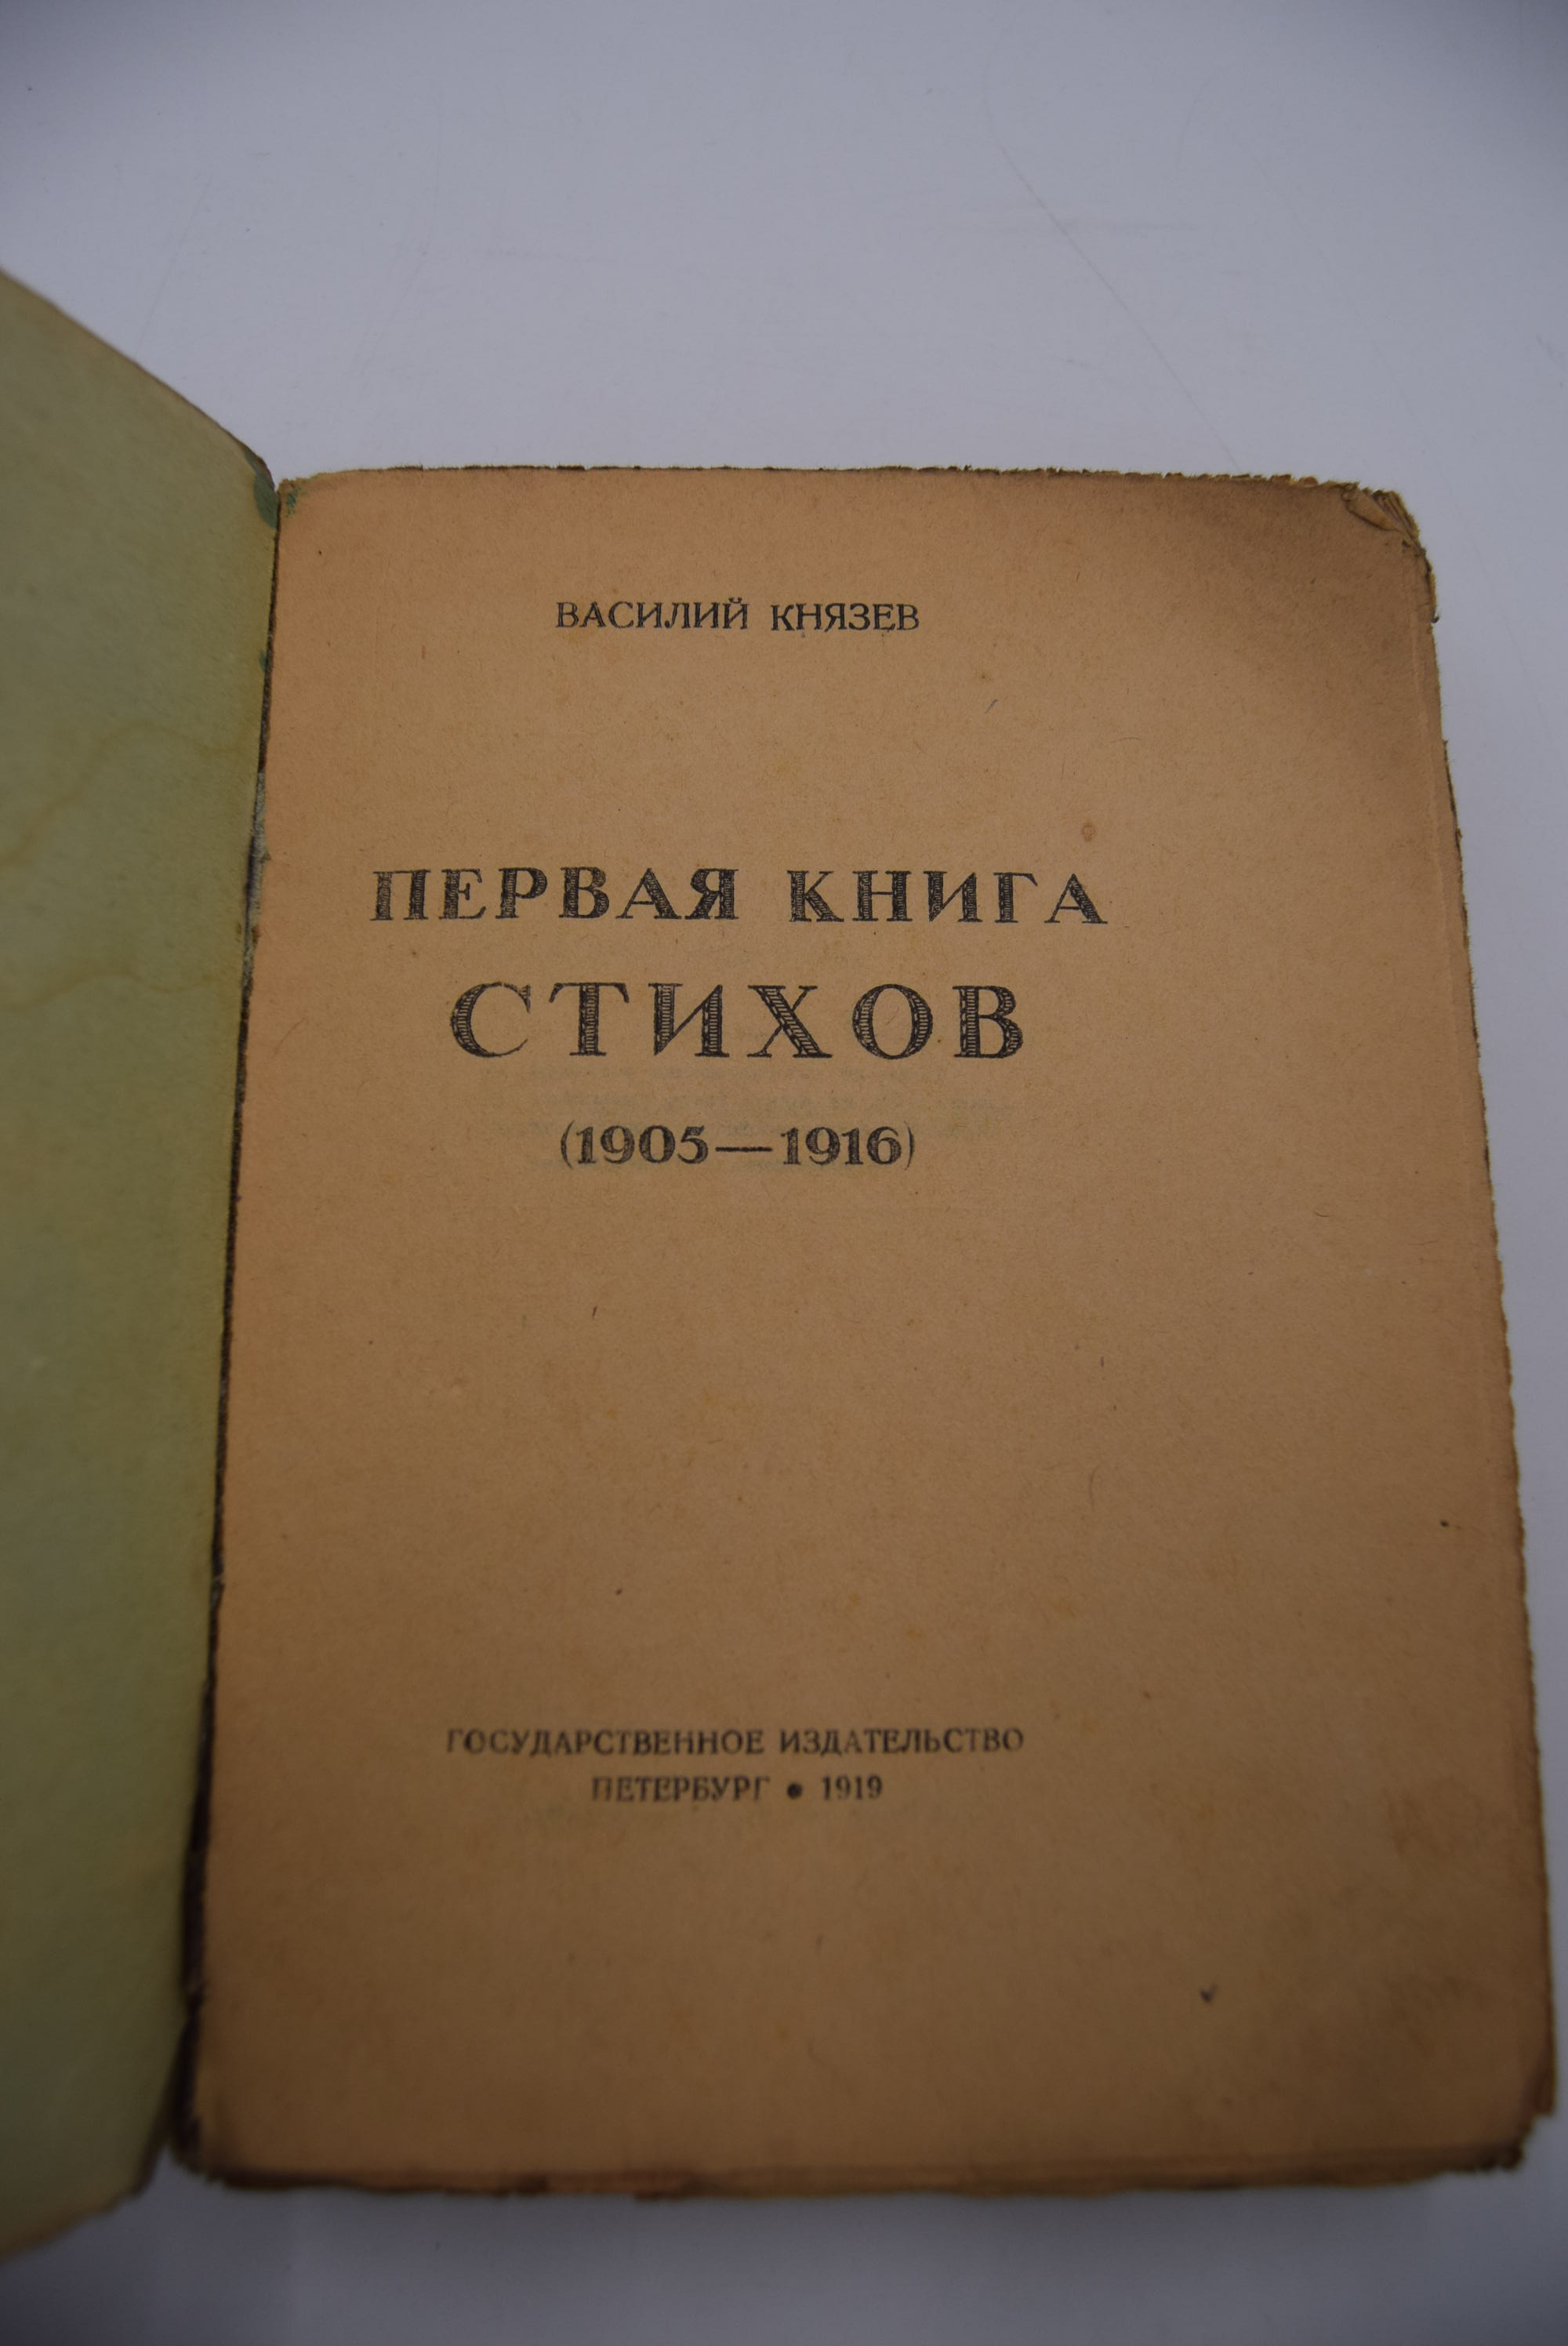 ВАСИЛИЙ КНЯЗЕВ
ПЕРВАЯ КНИГА
СТИХОВ
(1905—1916)
ГОСУДАРСТВЕННОЕ ИЗДАТЕЛЬСТВО
ПЕТЕРБУРГ • 1919